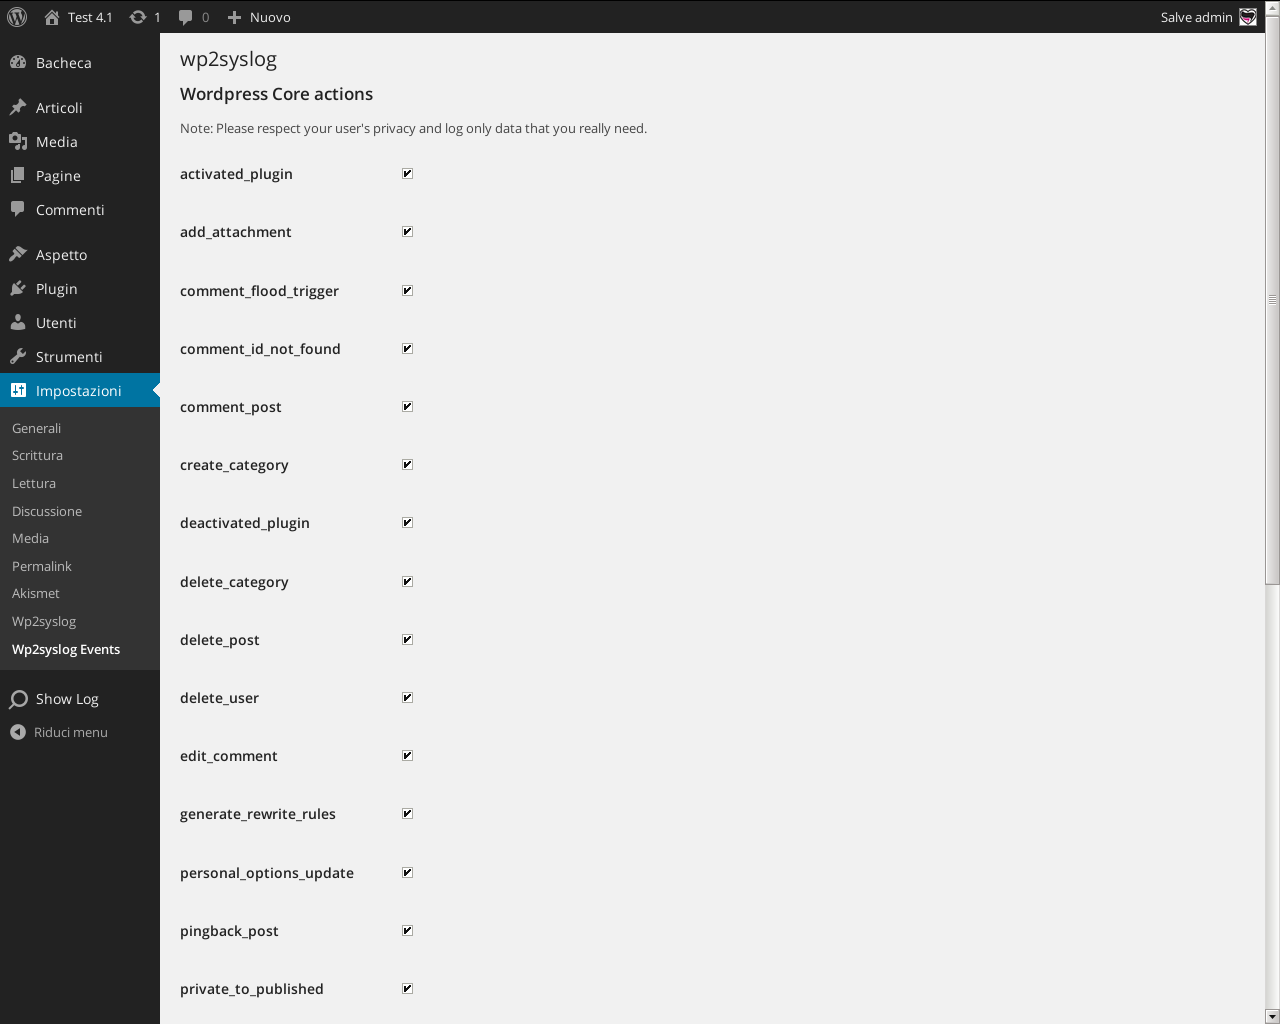 Test 4.1 1 0 Nuovo Salve admin
Bacheca
Articoli
Media
Pagine
Commenti
Aspetto
Plugin
Utenti
Strumenti
Impostazioni
Generali
Scrittura
Lettura
Discussione
Media
Permalink
Akismet
Wp2syslog
Wp2syslog Events
Show Log
Riduci menu
wp2syslog
Wordpress Core actions
Note: Please respect your user's privacy and log only data that you really need.
activated_plugin
add_attachment
comment_flood_trigger
comment_id_not_found
comment_post
create_category
deactivated_plugin
delete_category
delete_post
delete_user
edit_comment
generate_rewrite_rules
personal_options_update
pingback_post
private_to_published